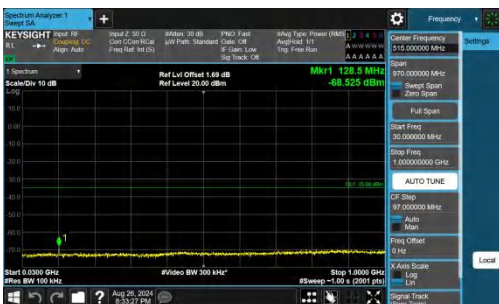 Spectrum Analyzer 1
Swept SA
Frequency
KEYSIGHT
RL
Input: RF
Coupling: DC
Align: Auto
Input Z: 50 Ω
Corr CCorr RCal
Freq Ref: Int (S)
#Atten: 30 dB
µW Path: Standard
PNO: Fast
Gate: Off
IF Gain: Low
Sig Track: Off
#Avg Type: Power (RMS)
Avg|Hold: 1/1
Trig: Free Run
1 2 3 4 5 6
A W W W W W
A A A A A A
1 Spectrum
Scale/Div 10 dB
Log
Ref Lvl Offset 1.69 dB
Ref Level 20.00 dBm
Mkr1 128.5 MHz
-68.525 dBm
10.0
0.00
-10.0
-20.0
-30.0
-40.0
-50.0
-60.0
-70.0
1
Start 0.0300 GHz
#Res BW 100 kHz
#Video BW 300 kHz*
Stop 1.0000 GHz
#Sweep ~1.00 s (2001 pts)
Aug 26, 2024
8:33:27 PM
Center Frequency
515.000000 MHz
Span
970.000000 MHz
Swept Span
Zero Span
Full Span
Start Freq
30.000000 MHz
Stop Freq
1.000000000 GHz
AUTO TUNE
CF Step
97.000000 MHz
Auto
Man
Freq Offset
0 Hz
X Axis Scale
Log
Lin
Signal Track
Settings
Local